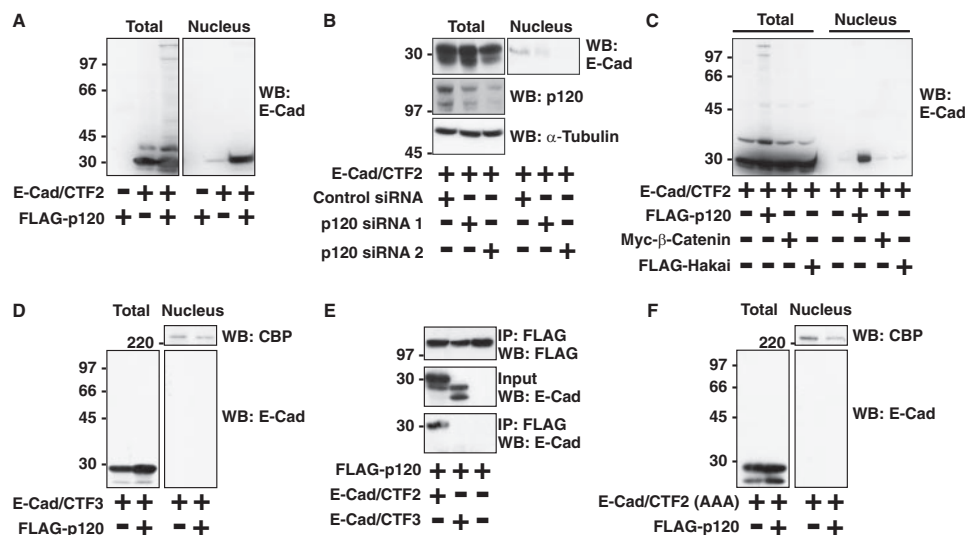 A
Total Nucleus
97
66
45
30
WB:
E-Cad
E-Cad/CTF2 - + + - + +
FLAG-p120 + - + + - +
B
Total Nucleus
30
WB:
E-Cad
WB: p120
97
WB: α-Tubulin
45
E-Cad/CTF2 + + + + + +
Control siRNA + - - + - -
p120 siRNA 1 - + - - + -
p120 siRNA 2 - - + - - +
C
Total Nucleus
97
66
45
30
WB:
E-Cad
E-Cad/CTF2 + + + + + + + +
FLAG-p120 - + - - - + - -
Myc-β-Catenin - - + - - - + -
FLAG-Hakai - - - + - - - +
D
Total Nucleus
220
WB: CBP
97
66
45
30
WB: E-Cad
E-Cad/CTF3 + + + +
FLAG-p120 - + - +
E
IP: FLAG
WB: FLAG
97
30
Input
WB: E-Cad
30
IP: FLAG
WB: E-Cad
FLAG-p120 + + +
E-Cad/CTF2 + - -
E-Cad/CTF3 - + -
F
Total Nucleus
220
WB: CBP
97
66
45
30
WB: E-Cad
E-Cad/CTF2 (AAA) + + + +
FLAG-p120 - + - +